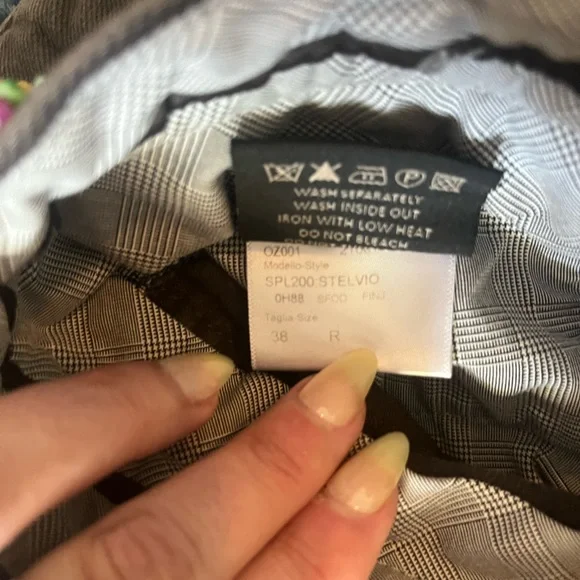 P
WASH SEPARATELY
WASH INSIDE OUT
IRON WITH LOW HEAT
DO NOT BLEACH
OZ001
Modello-Style
SPL200 STELVIO
0H88 SFOD
Taglia-Size
38 R